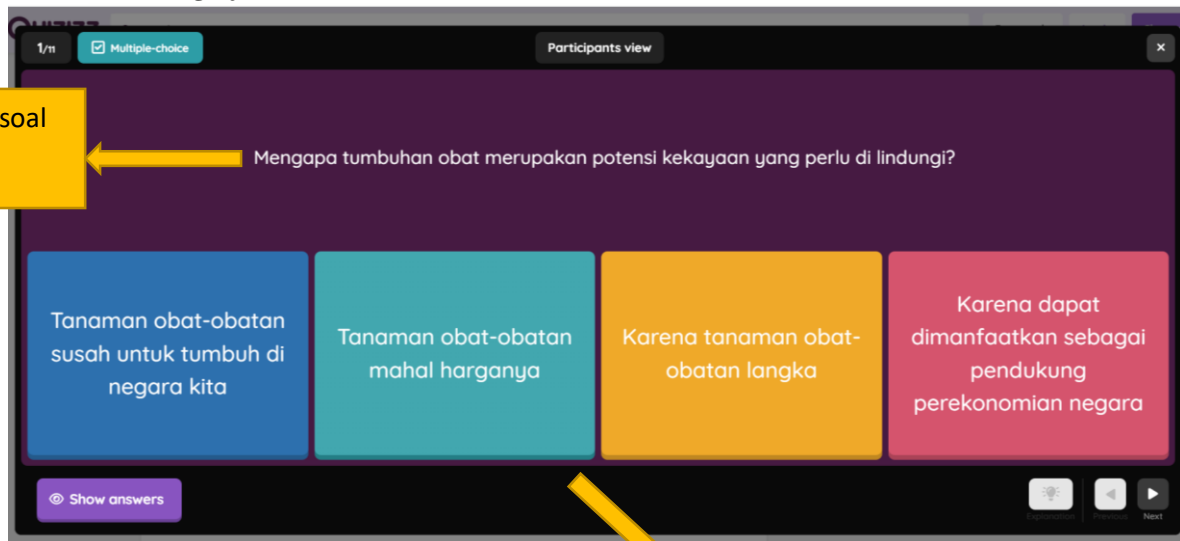 1/11
Multiple-choice
Participants view
soal
Mengapa tumbuhan obat merupakan potensi kekayaan yang perlu di lindungi?
Tanaman obat-obatan
susah untuk tumbuh di
negara kita
Tanaman obat-obatan
mahal harganya
Karena tanaman obat-
obatan langka
Karena dapat
dimanfaatkan sebagai
pendukung
perekonomian negara
Show answers
Explanation
Previous
Next